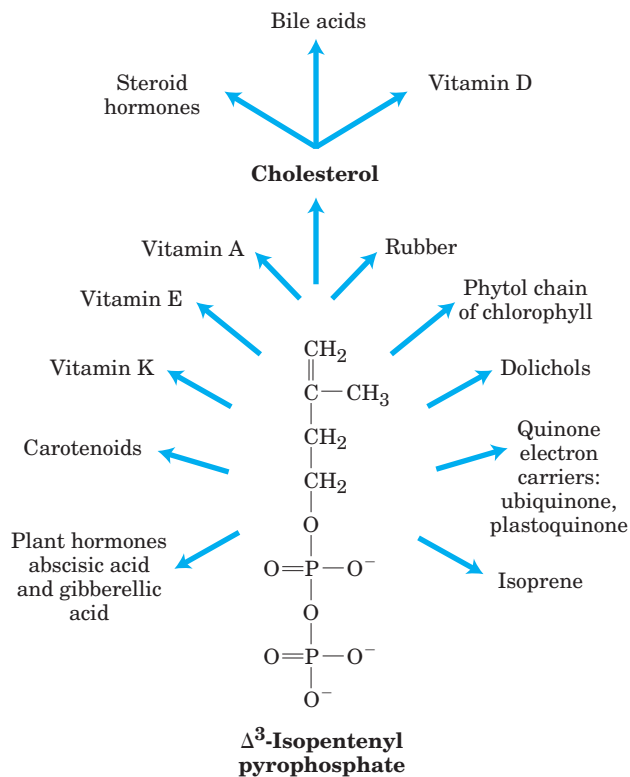 Bile acids
Steroid
hormones
Vitamin D
Cholesterol
Vitamin A
Rubber
Vitamin E
Phytol chain
of chlorophyll
Vitamin K
Dolichols
Carotenoids
Quinone
electron
carriers:
ubiquinone,
plastoquinone
Plant hormones
abscisic acid
and gibberellic
acid
Isoprene
CH₂
C—CH₃
CH₂
CH₂
O
O=P—O⁻
O
O=P—O⁻
O⁻
Δ³-Isopentenyl
pyrophosphate